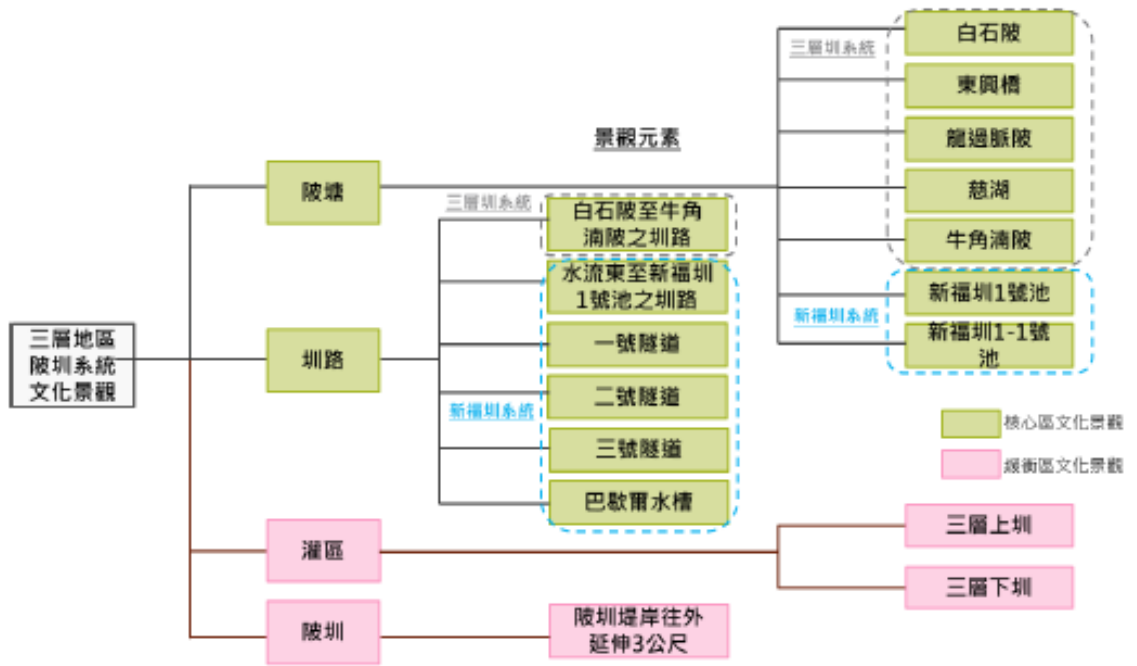 三層地區
陂圳系統
文化景觀
陂塘
圳路
灌區
陂圳
景觀元素
三層圳系統
白石陂至牛角
湳陂之圳路
水流東至新福圳
1號池之圳路
一號隧道
新福圳系統
二號隧道
三號隧道
巴歇爾水槽
陂圳堤岸往外
延伸3公尺
三層圳系統
白石陂
東興橋
龍過脈陂
慈湖
牛角湳陂
新福圳系統
新福圳1號池
新福圳1-1號
池
三層上圳
三層下圳
核心區文化景觀
緩衝區文化景觀